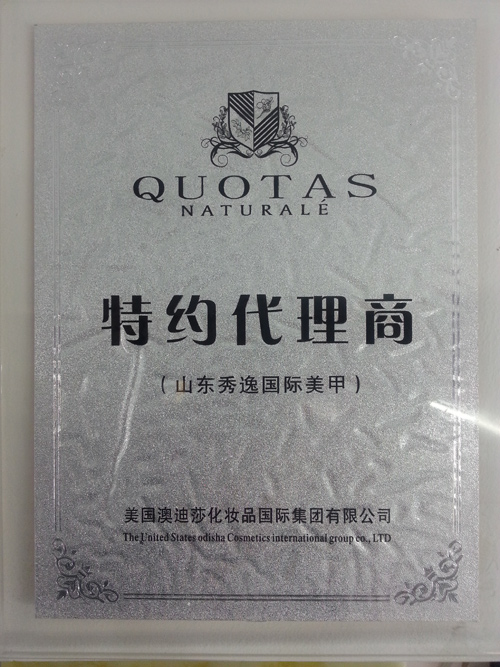 QUOTAS
NATURALÉ
特约代理商
（山东秀逸国际美甲）
美国澳迪莎化妆品国际集团有限公司
The United States odisha Cosmetics international group co., LTD